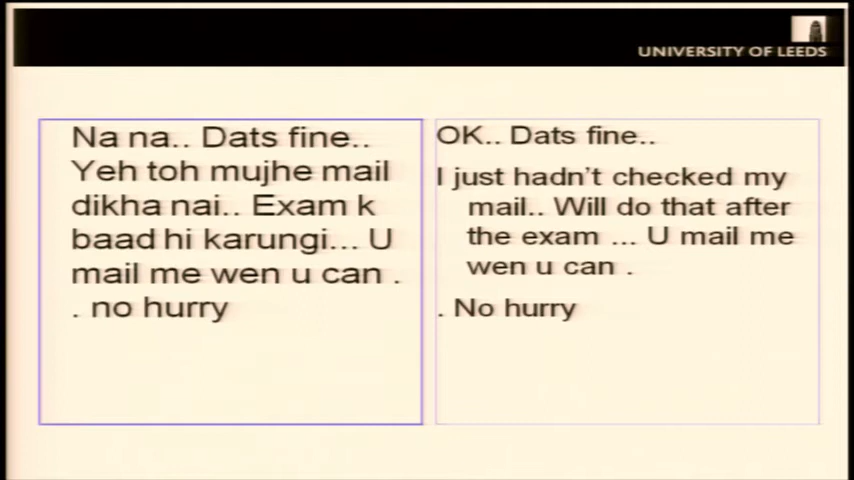 UNIVERSITY OF LEEDS
Na na.. Dats fine..
Yeh toh mujhe mail
dikha nai.. Exam k
baad hi karungi... U
mail me wen u can .
. no hurry
OK.. Dats fine..
I just hadn't checked my
mail.. Will do that after
the exam ... U mail me
wen u can .
. No hurry